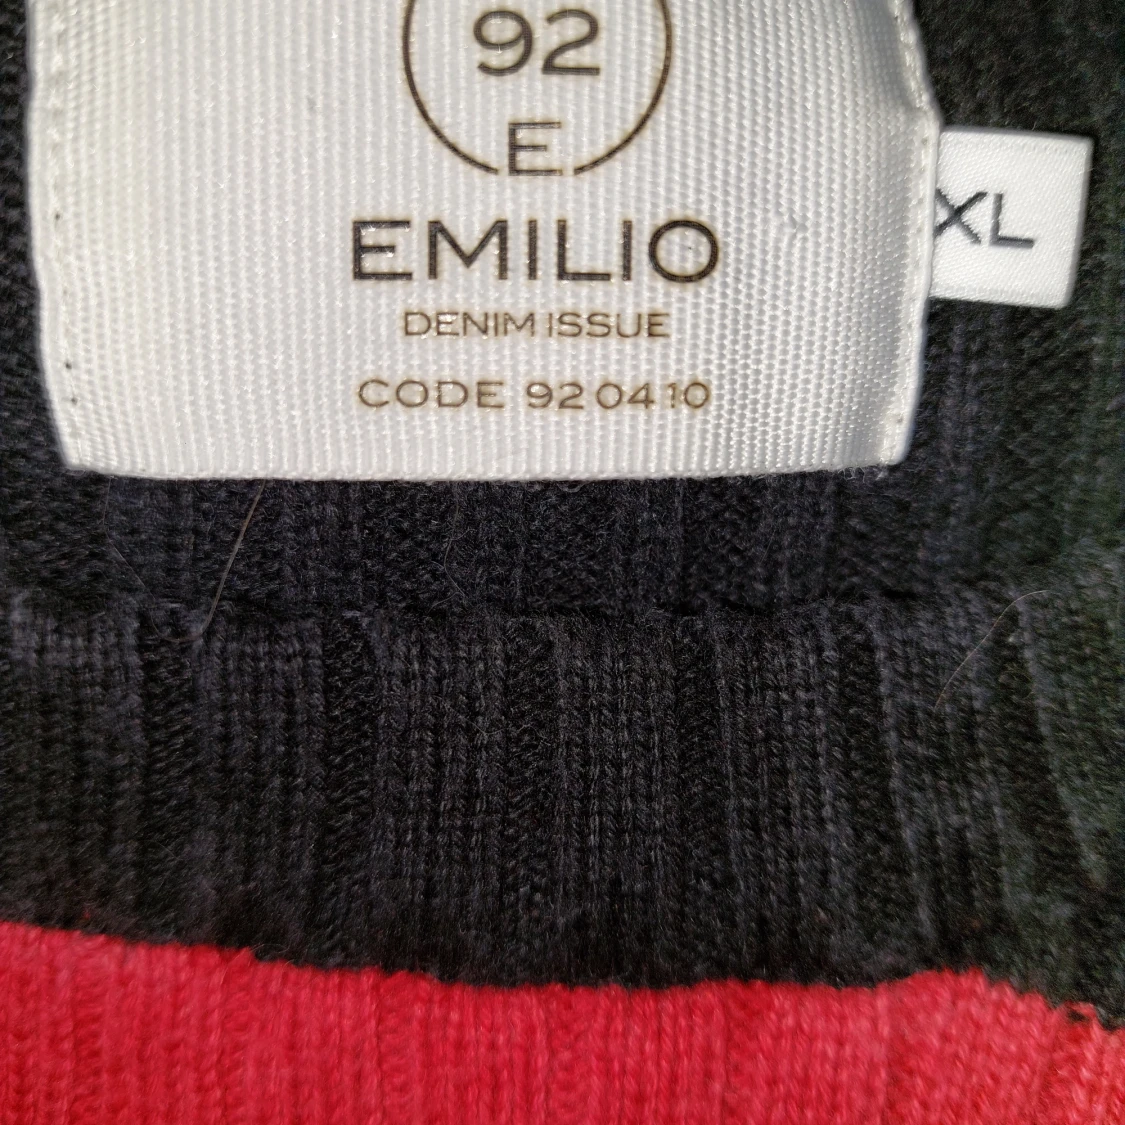 92
E
EMILIO
DENIM ISSUE
CODE 92 04 10
XL